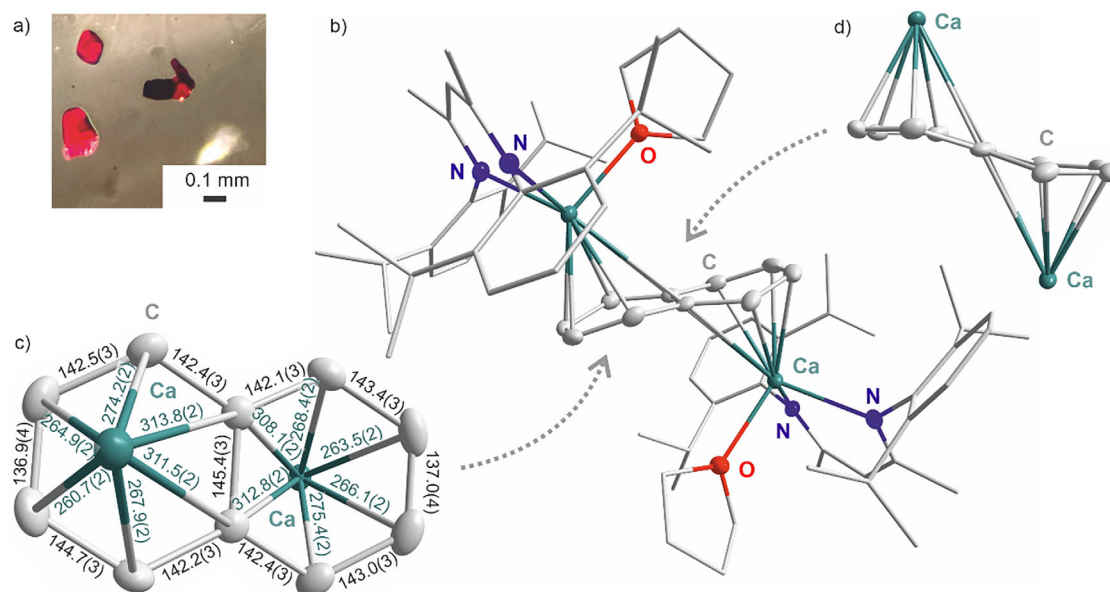 a)
0.1 mm
b)
N
N
O
C
Ca
N
N
O
c)
C
142.5(3)
274.2(2)
142.4(3)
Ca
264.9(2)
313.8(2)
136.9(4)
311.5(2)
260.7(2)
267.9(2)
144.7(3)
142.2(3)
142.1(3)
143.4(3)
308.1(2)
268.4(2)
263.5(2)
145.4(3)
137.0(4)
312.8(2)
266.1(2)
Ca
275.4(2)
142.4(3)
143.0(3)
d)
Ca
C
Ca